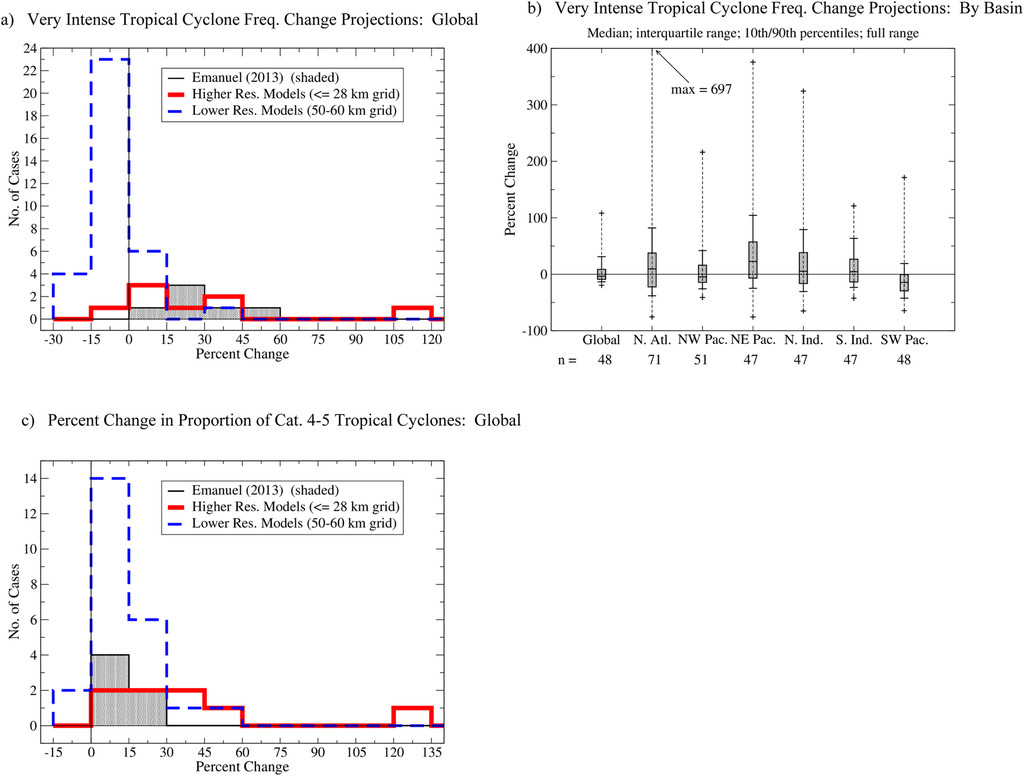 a) Very Intense Tropical Cyclone Freq. Change Projections: Global
24
22
20
18
16
14
12
10
8
6
4
2
0
No. of Cases
Emanuel (2013) (shaded)
Higher Res. Models (<= 28 km grid)
Lower Res. Models (50-60 km grid)
-30 -15 0 15 30 45 60 75 90 105 120
Percent Change
b) Very Intense Tropical Cyclone Freq. Change Projections: By Basin
Median; interquartile range; 10th/90th percentiles; full range
400
300
200
100
0
-100
Percent Change
max = 697
Global N. Atl. NW Pac. NE Pac. N. Ind. S. Ind. SW Pac.
n = 48 71 51 47 47 47 48
c) Percent Change in Proportion of Cat. 4-5 Tropical Cyclones: Global
14
12
10
8
6
4
2
0
No. of Cases
Emanuel (2013) (shaded)
Higher Res. Models (<= 28 km grid)
Lower Res. Models (50-60 km grid)
-15 0 15 30 45 60 75 90 105 120 135
Percent Change